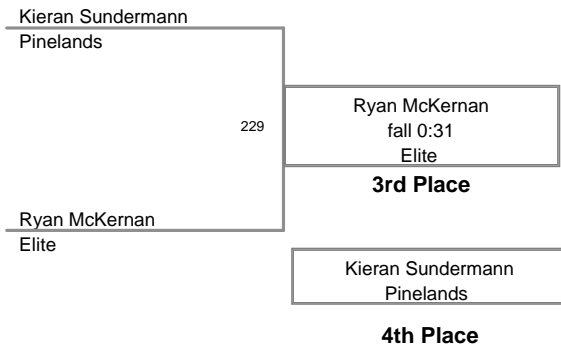 Kieran Sundermann
Pinelands
229
Ryan McKernan
fall 0:31
Elite
3rd Place
Ryan McKernan
Elite
Kieran Sundermann
Pinelands
4th Place